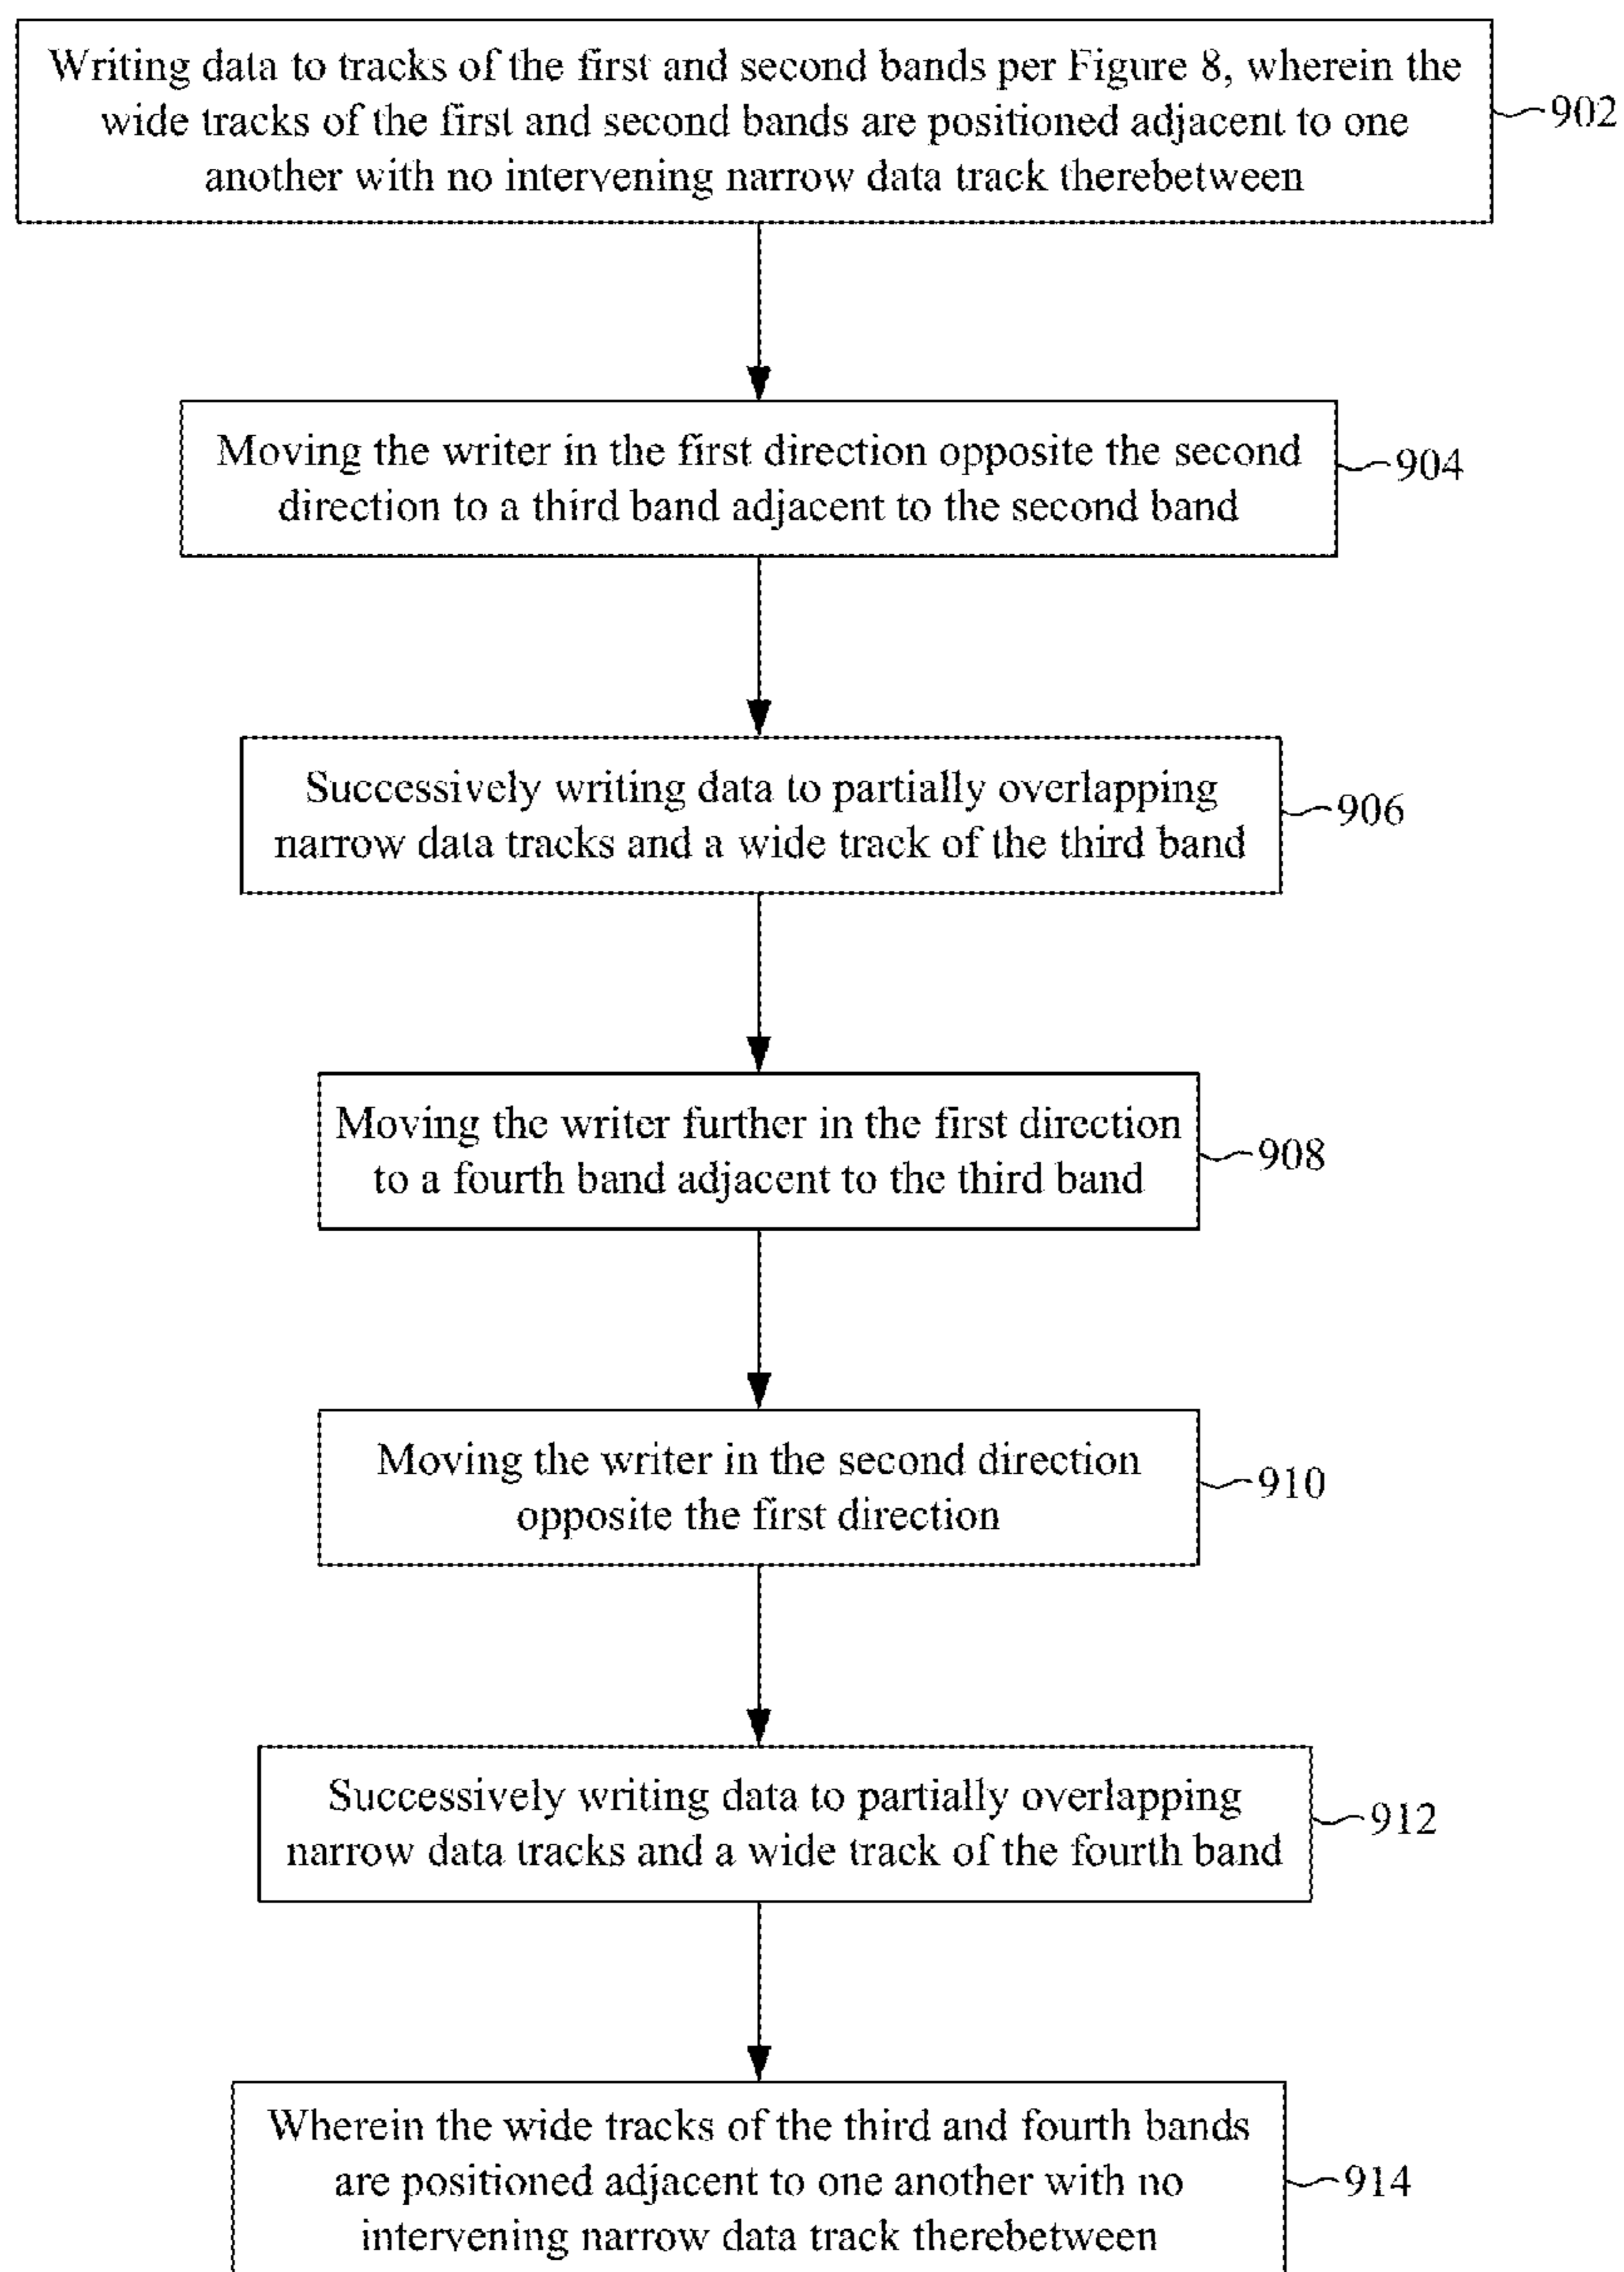 Writing data to tracks of the first and second bands per Figure 8, wherein the
wide tracks of the first and second bands are positioned adjacent to one
another with no intervening narrow data track therebetween
902
Moving the writer in the first direction opposite the second
direction to a third band adjacent to the second band
904
Successively writing data to partially overlapping
narrow data tracks and a wide track of the third band
906
Moving the writer further in the first direction
to a fourth band adjacent to the third band
908
Moving the writer in the second direction
opposite the first direction
910
Successively writing data to partially overlapping
narrow data tracks and a wide track of the fourth band
912
Wherein the wide tracks of the third and fourth bands
are positioned adjacent to one another with no
intervening narrow data track therebetween
914